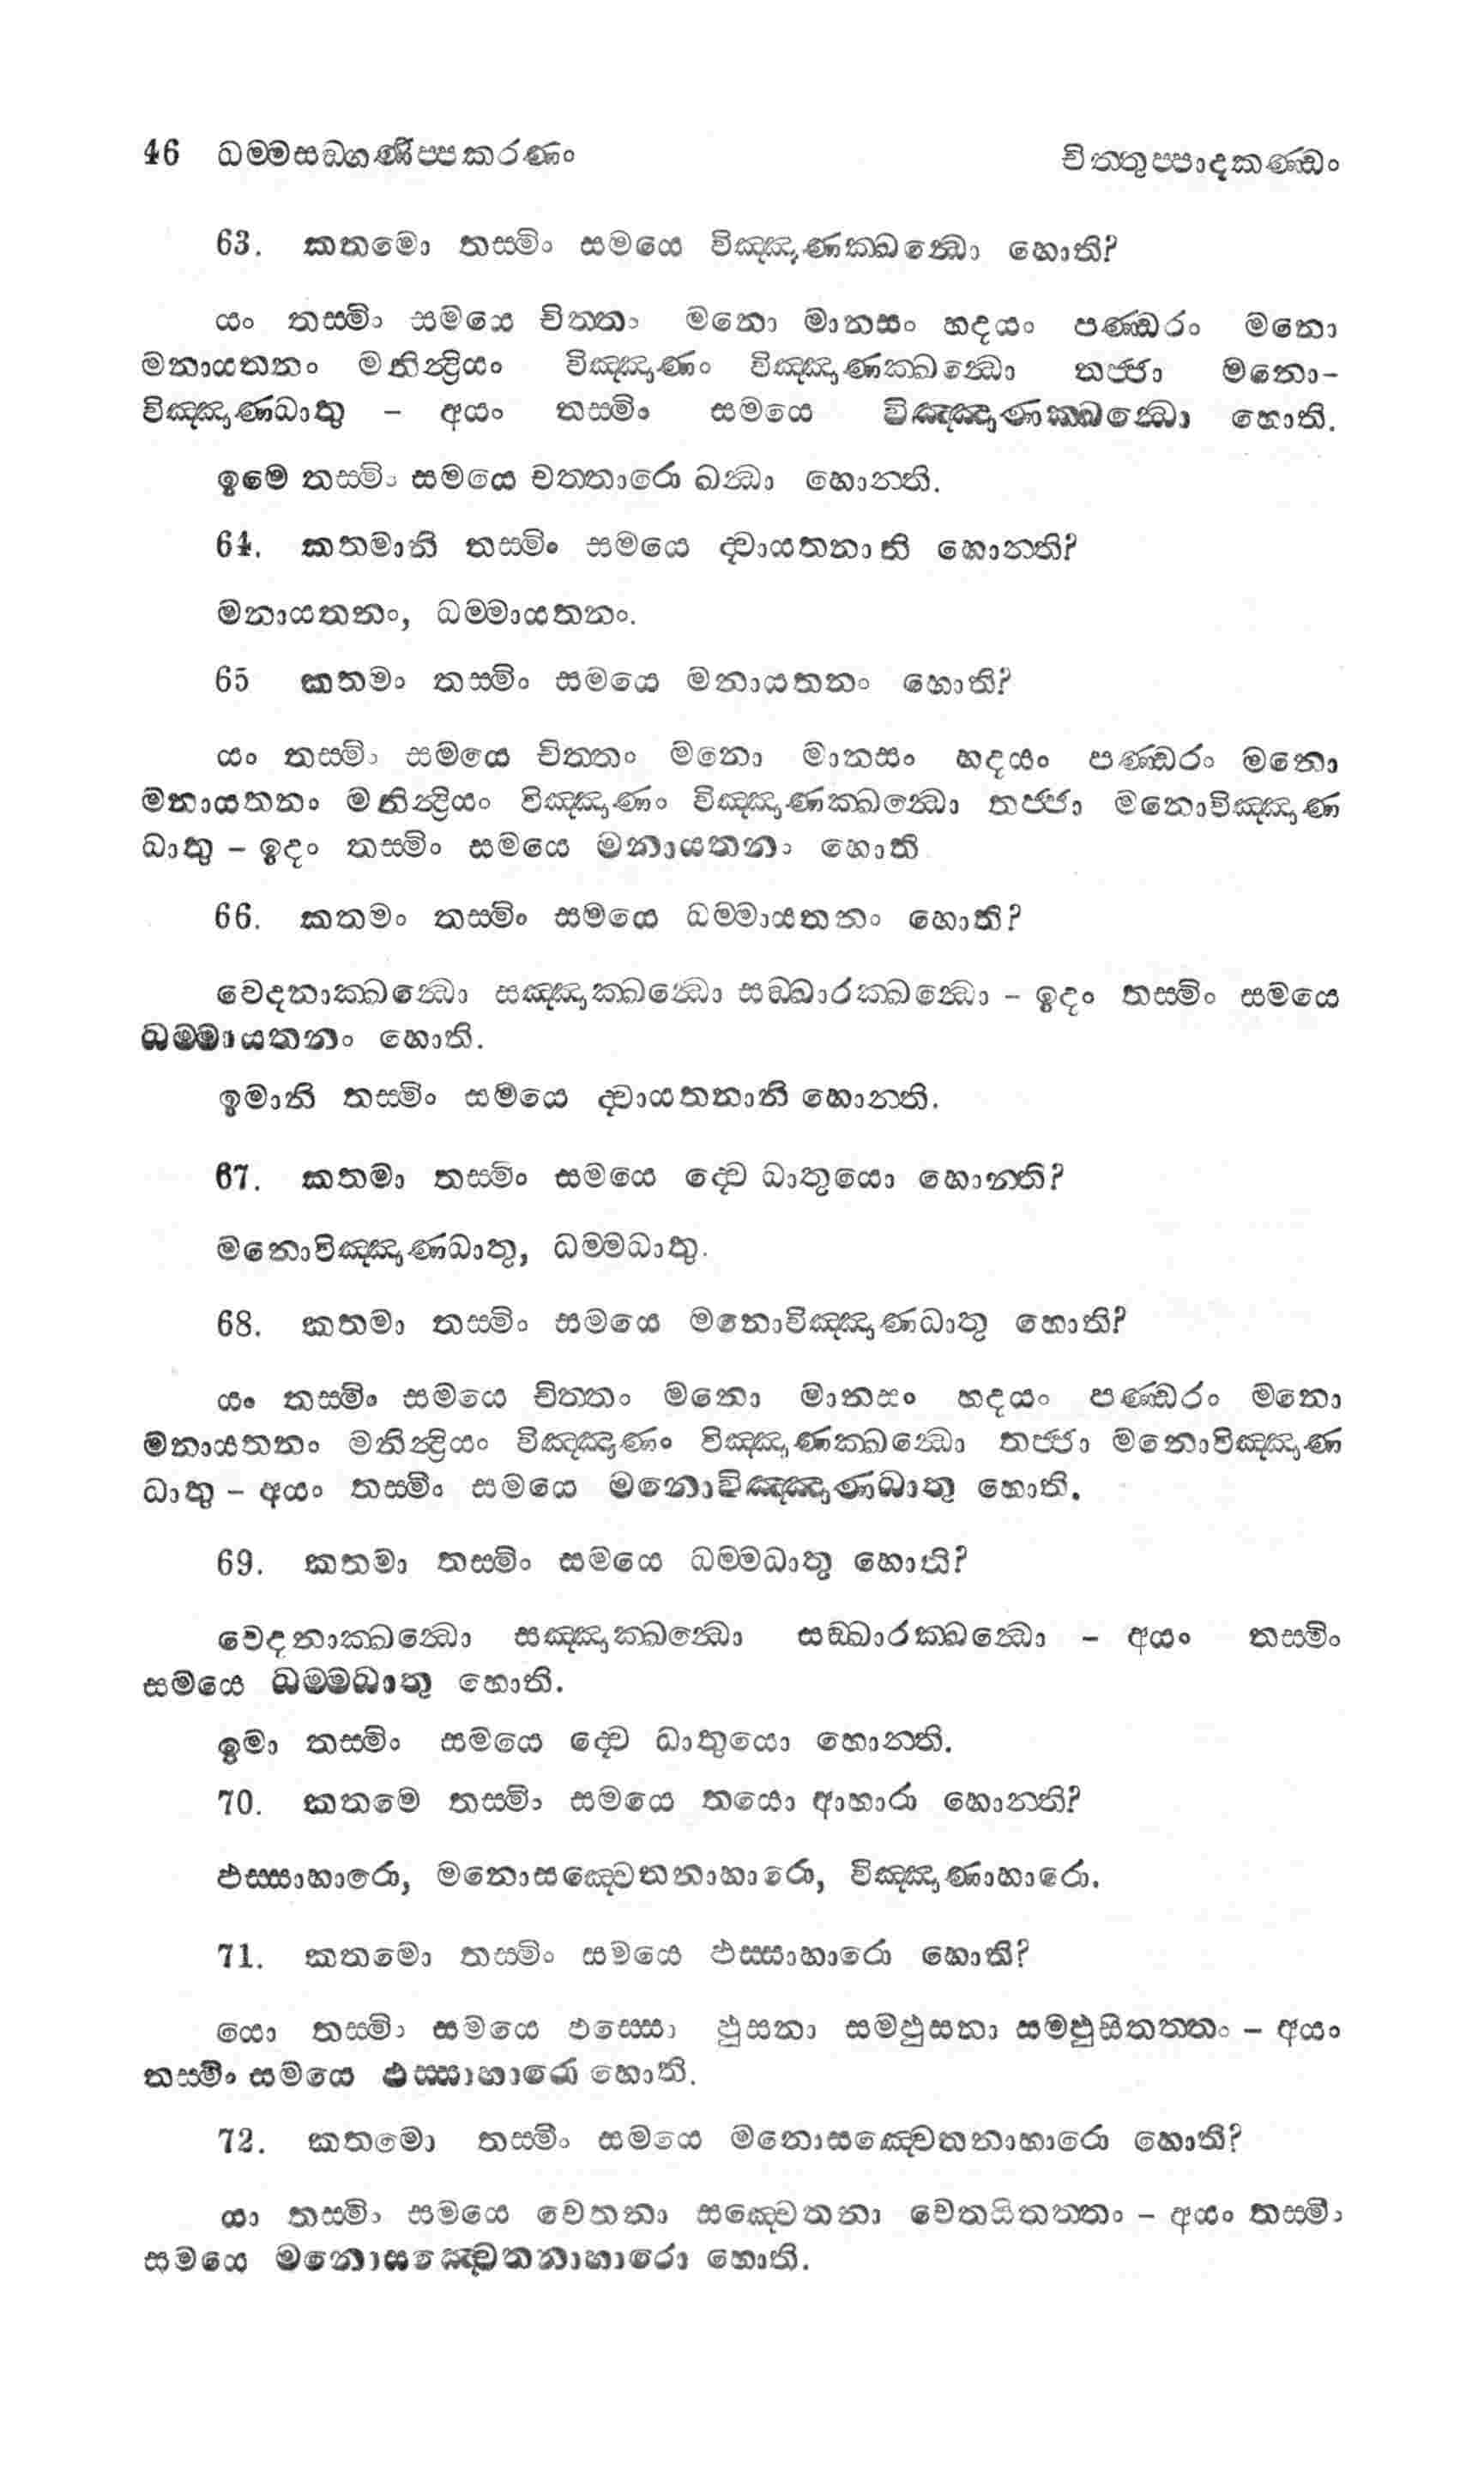 46 ධම්මසඞ්ගණීප්පකරණං චිත්තුප්පාදකණ්ඩං
63. කතමො තස්මිං සමයෙ විඤ්ඤාණක්ඛන්ධො හොති?
යං තස්මිං සමයෙ චිත්තං මනො මානසං හදයං පණ්ඩරං මනො
මනායතනං මනින්ද්‍රියං විඤ්ඤාණං විඤ්ඤාණක්ඛන්ධො තජ්ජා මනො-
විඤ්ඤාණධාතු – අයං තස්මිං සමයෙ විඤ්ඤාණක්ඛන්ධො හොති.
ඉමෙ තස්මිං සමයෙ චත්තාරො ඛන්ධා හොන්ති.
64. කතමානි තස්මිං සමයෙ ද්වායතනානි හොන්ති?
මනායතනං, ධම්මායතනං.
65 කතමං තස්මිං සමයෙ මනායතනං හොති?
යං තස්මිං සමයෙ චිත්තං මනො මානසං හදයං පණ්ඩරං මනො
මනායතනං මනින්ද්‍රියං විඤ්ඤාණං විඤ්ඤාණක්ඛන්ධො තජ්ජා මනොවිඤ්ඤාණ
ධාතු – ඉදං තස්මිං සමයෙ මනායතනං හොති
66. කතමං තස්මිං සමයෙ ධම්මායතනං හොති?
වෙදනාක්ඛන්ධො සඤ්ඤාක්ඛන්ධො සඞ්ඛාරක්ඛන්ධො – ඉදං තස්මිං සමයෙ
ධම්මායතනං හොති.
ඉමානි තස්මිං සමයෙ ද්වායතනානි හොන්ති.
67. කතමා තස්මිං සමයෙ ද්වෙ ධාතුයො හොන්ති?
මනොවිඤ්ඤාණධාතු, ධම්මධාතු.
68. කතමා තස්මිං සමයෙ මනොවිඤ්ඤාණධාතු හොති?
යං තස්මිං සමයෙ චිත්තං මනො මානසං හදයං පණ්ඩරං මනො
මනායතනං මනින්ද්‍රියං විඤ්ඤාණං විඤ්ඤාණක්ඛන්ධො තජ්ජා මනොවිඤ්ඤාණ
ධාතු – අයං තස්මිං සමයෙ මනොවිඤ්ඤාණධාතු හොති.
69. කතමා තස්මිං සමයෙ ධම්මධාතු හොති?
වෙදනාක්ඛන්ධො සඤ්ඤාක්ඛන්ධො සඞ්ඛාරක්ඛන්ධො – අයං තස්මිං
සමයෙ ධම්මධාතු හොති.
ඉමා තස්මිං සමයෙ ද්වෙ ධාතුයො හොන්ති.
70. කතමෙ තස්මිං සමයෙ තයො ආහාරා හොන්ති?
ඵස්සාහාරො, මනොසඤ්චෙතනාහාරො, විඤ්ඤාණාහාරො.
71. කතමො තස්මිං සමයෙ ඵස්සාහාරො හොති?
යො තස්මිං සමයෙ ඵස්සො ඵුසනා සම්ඵුසනා සම්ඵුසිතත්තං – අයං
තස්මිං සමයෙ ඵස්සාහාරො හොති.
72. කතමො තස්මිං සමයෙ මනොසඤ්චෙතනාහාරො හොති?
යා තස්මිං සමයෙ චෙතනා සඤ්චෙතනා චෙතයිතත්තං – අයං තස්මිං
සමයෙ මනොසඤ්චෙතනාහාරො හොති.